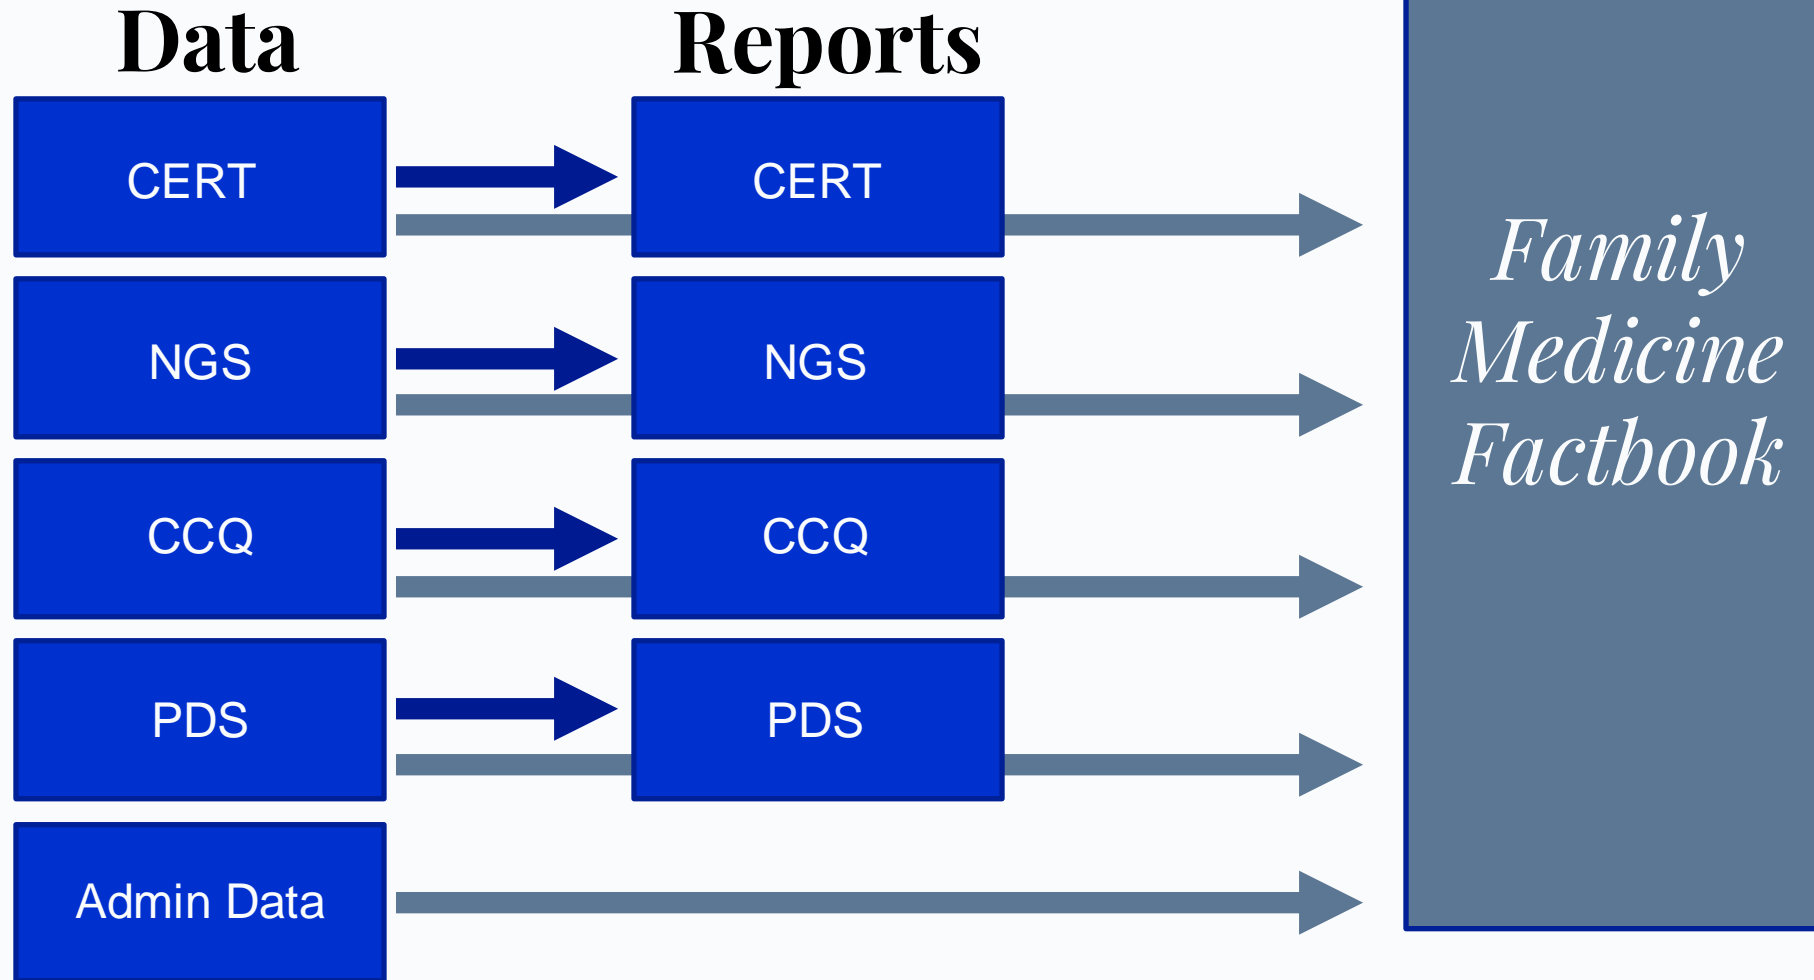 Data
Reports
CERT
CERT
NGS
NGS
CCQ
CCQ
PDS
PDS
Admin Data
Family
Medicine
Factbook